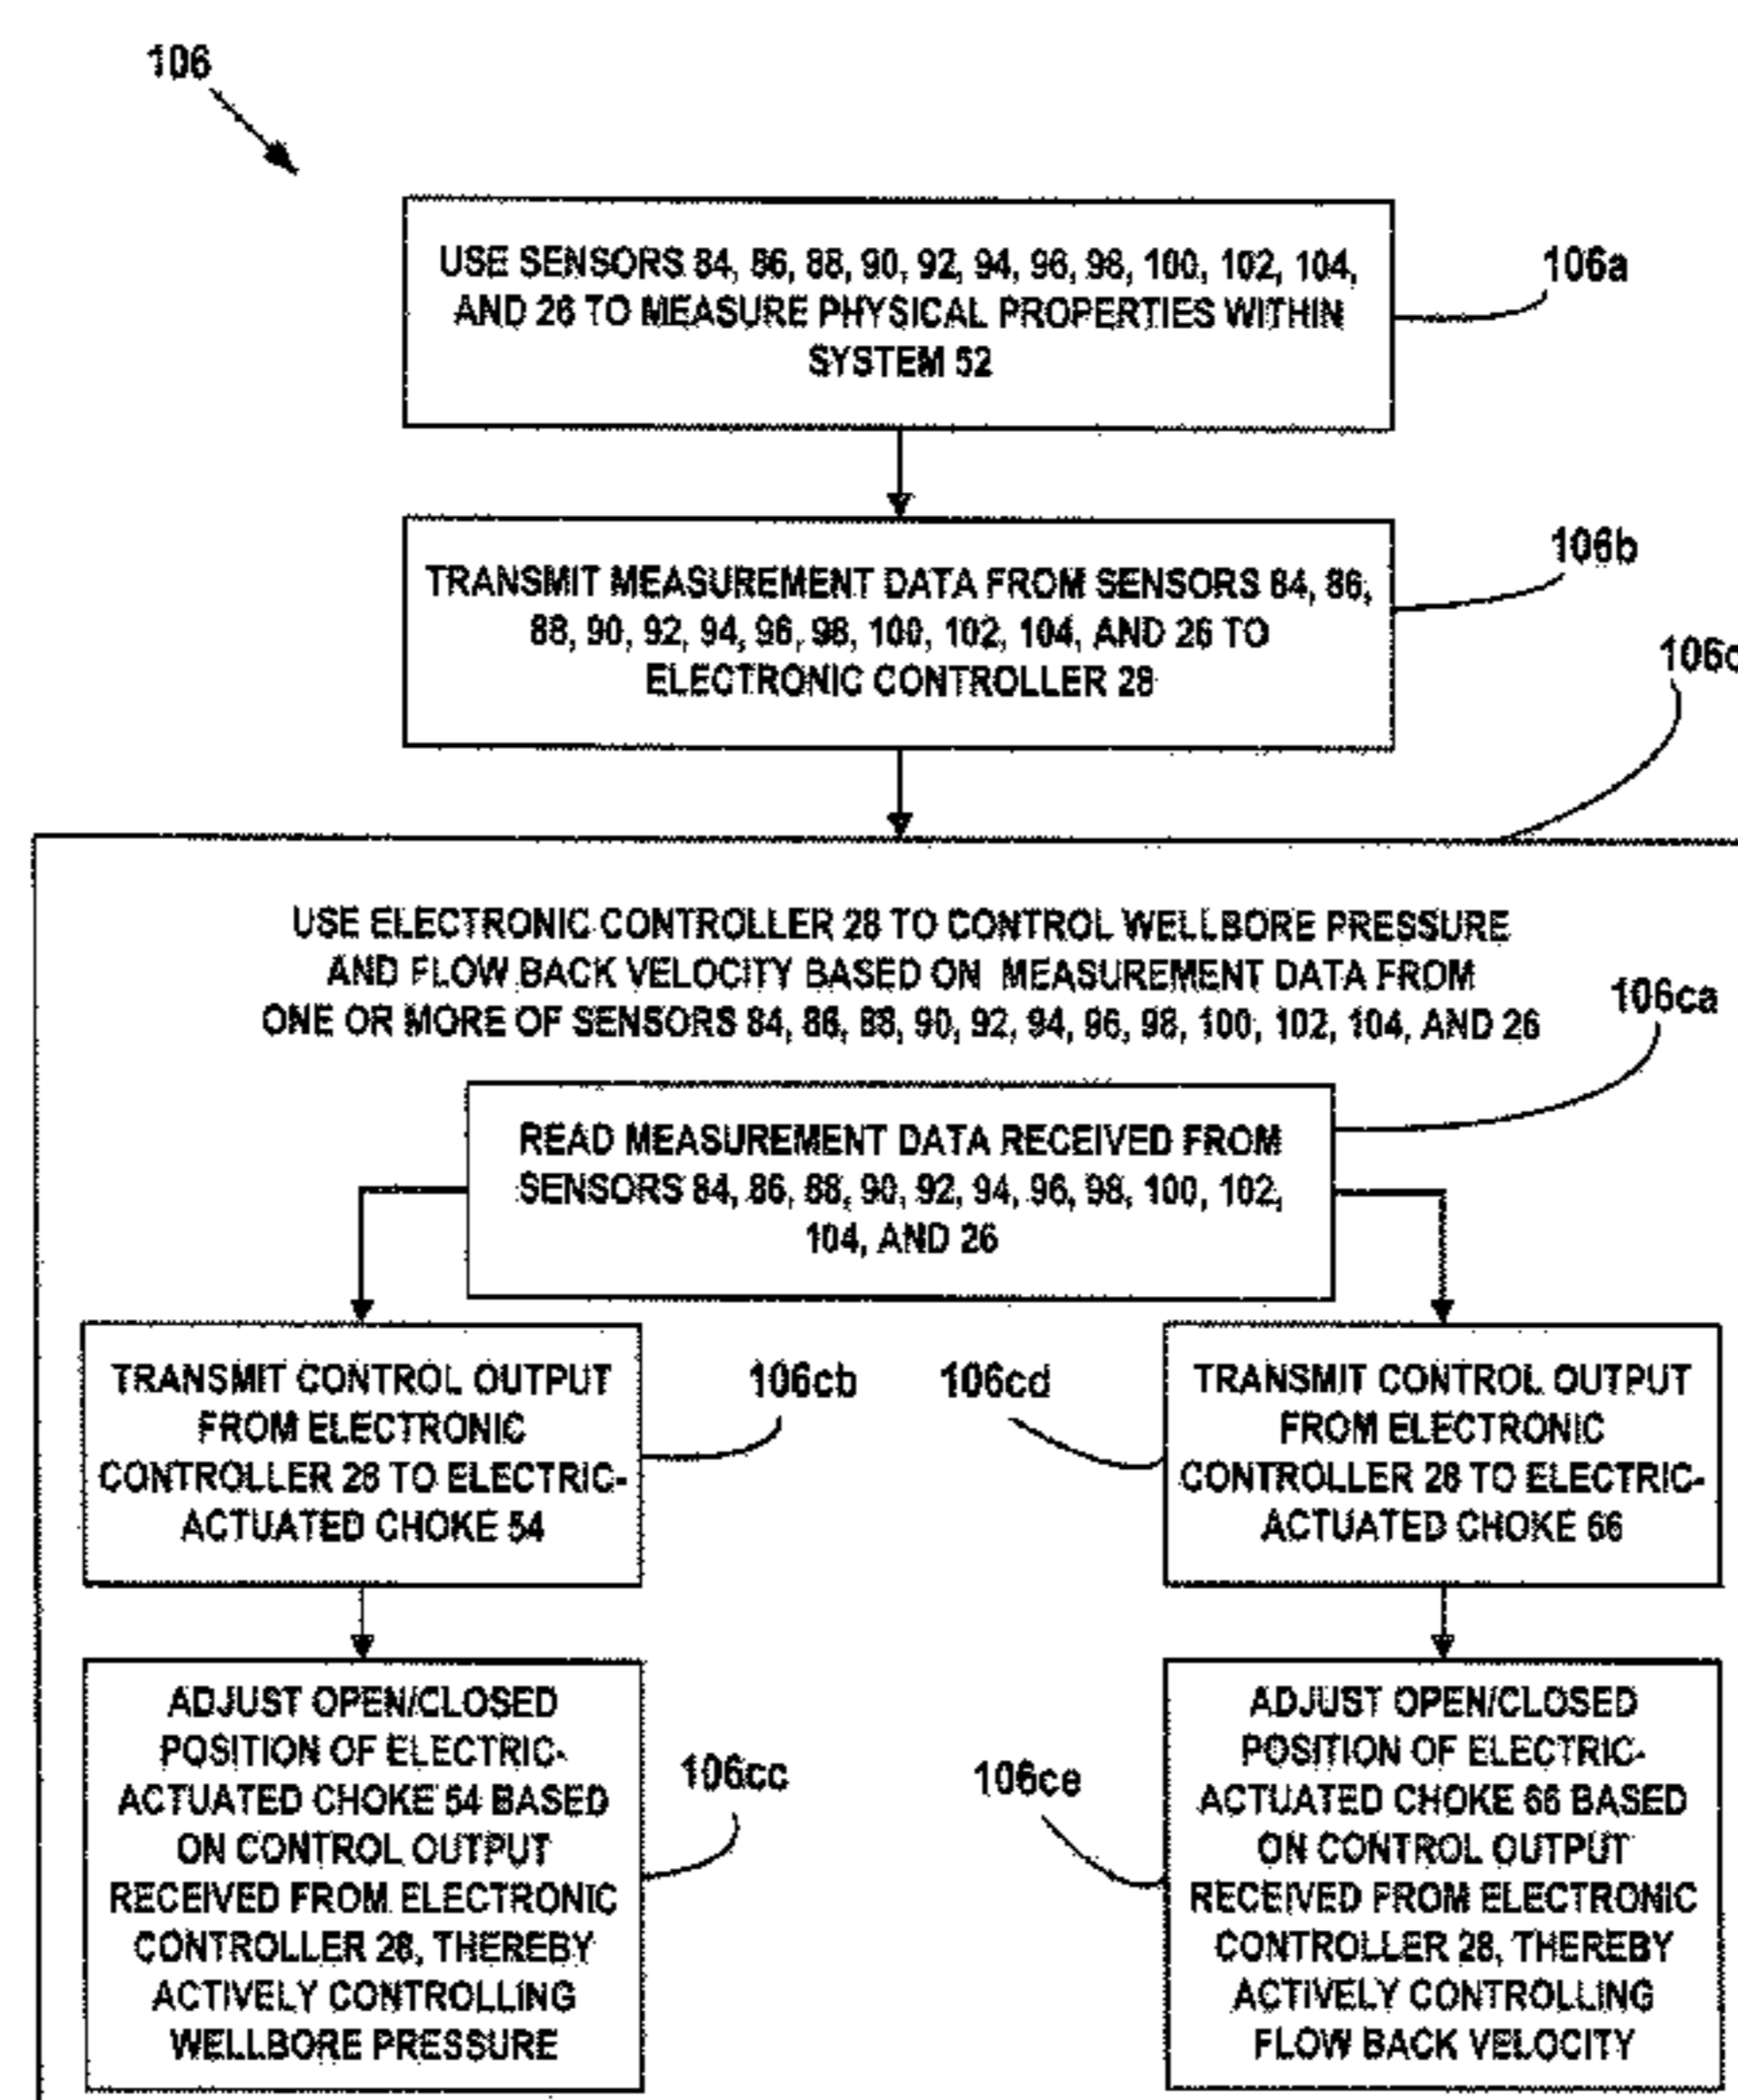 106
USE SENSORS 84, 86, 88, 90, 92, 94, 96, 98, 100, 102, 104,
AND 26 TO MEASURE PHYSICAL PROPERTIES WITHIN
SYSTEM 52
106a
TRANSMIT MEASUREMENT DATA FROM SENSORS 84, 86,
88, 90, 92, 94, 96, 98, 100, 102, 104, AND 26 TO
ELECTRONIC CONTROLLER 28
106b
106c
USE ELECTRONIC CONTROLLER 28 TO CONTROL WELLBORE PRESSURE
AND FLOW BACK VELOCITY BASED ON MEASUREMENT DATA FROM
ONE OR MORE OF SENSORS 84, 86, 88, 90, 92, 94, 96, 98, 100, 102, 104, AND 26
106ca
READ MEASUREMENT DATA RECEIVED FROM
SENSORS 84, 86, 88, 90, 92, 94, 96, 98, 100, 102,
104, AND 26
TRANSMIT CONTROL OUTPUT
FROM ELECTRONIC
CONTROLLER 28 TO ELECTRIC-
ACTUATED CHOKE 54
106cb
106cd
TRANSMIT CONTROL OUTPUT
FROM ELECTRONIC
CONTROLLER 28 TO ELECTRIC-
ACTUATED CHOKE 66
ADJUST OPEN/CLOSED
POSITION OF ELECTRIC-
ACTUATED CHOKE 54 BASED
ON CONTROL OUTPUT
RECEIVED FROM ELECTRONIC
CONTROLLER 28, THEREBY
ACTIVELY CONTROLLING
WELLBORE PRESSURE
106cc
106ce
ADJUST OPEN/CLOSED
POSITION OF ELECTRIC-
ACTUATED CHOKE 66 BASED
ON CONTROL OUTPUT
RECEIVED FROM ELECTRONIC
CONTROLLER 28, THEREBY
ACTIVELY CONTROLLING
FLOW BACK VELOCITY